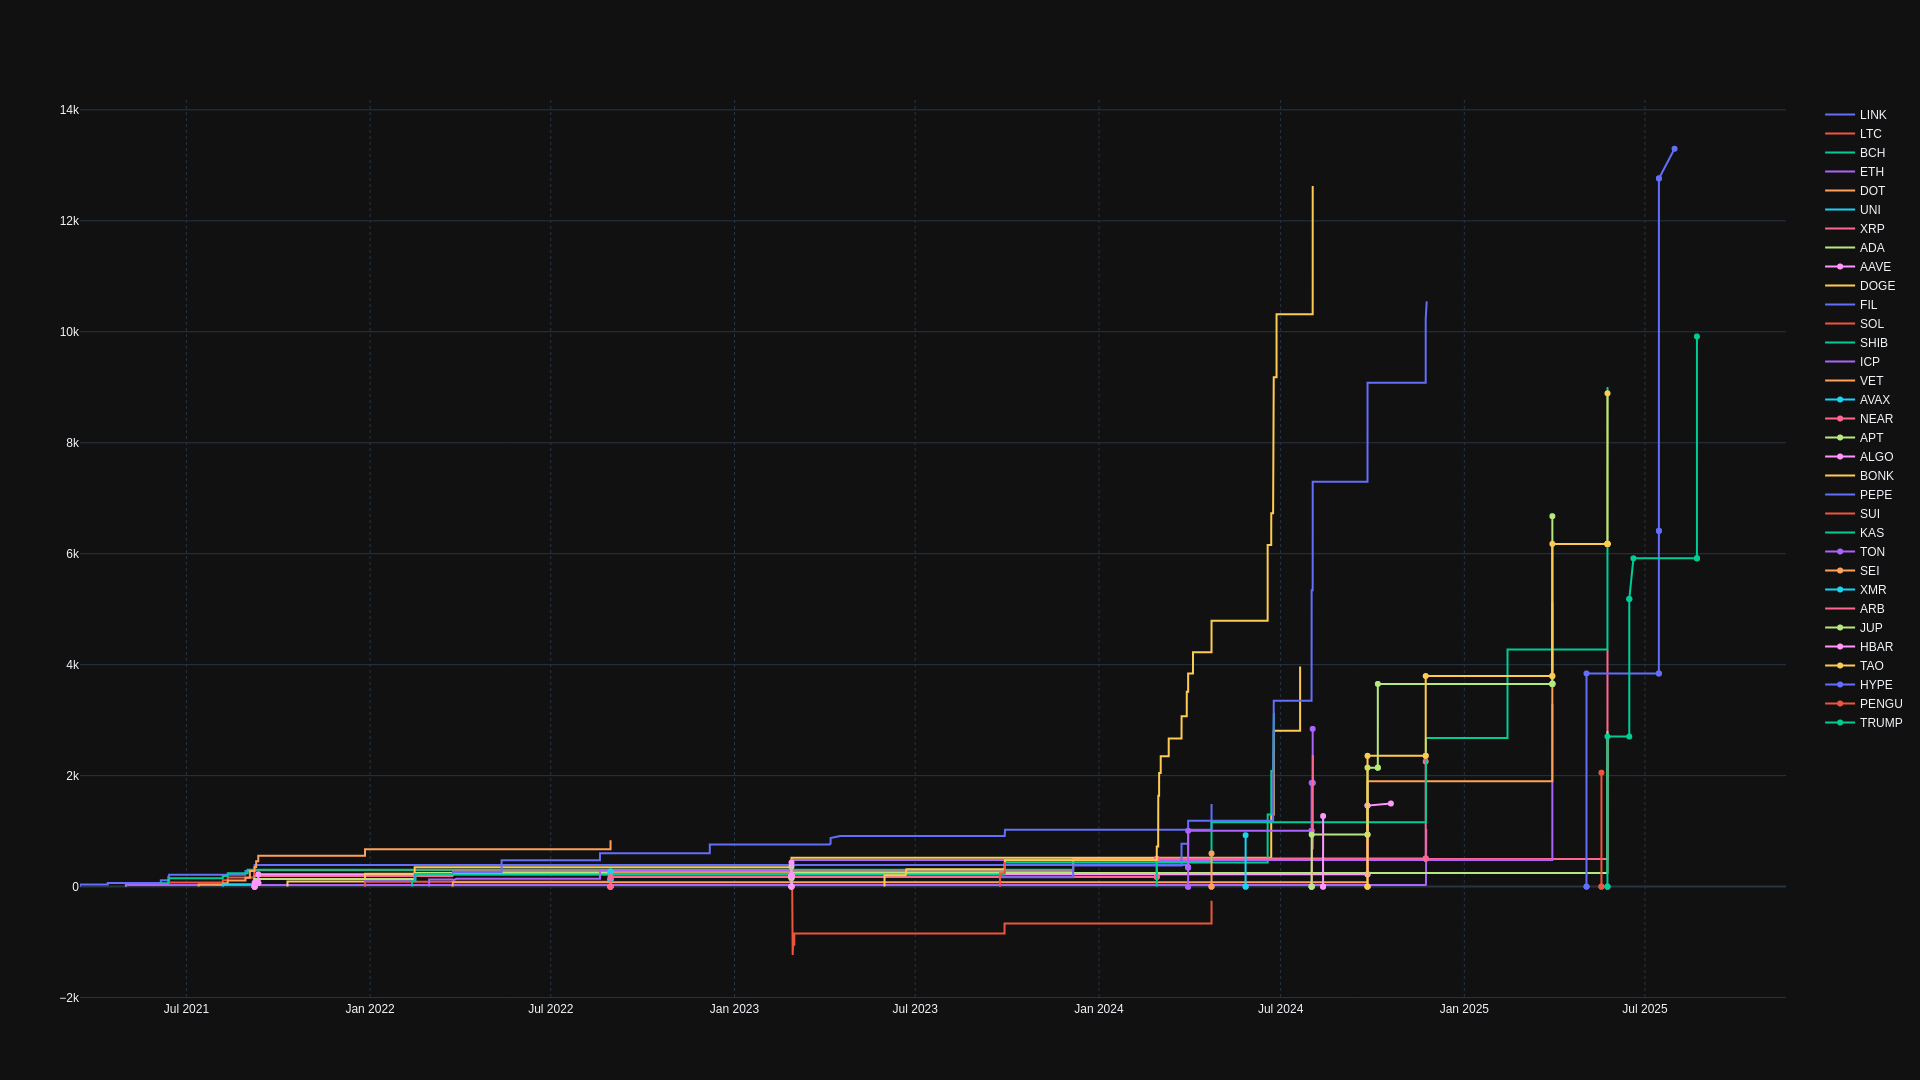 14k
12k
10k
8k
6k
4k
2k
0
−2k
Jul 2021
Jan 2022
Jul 2022
Jan 2023
Jul 2023
Jan 2024
Jul 2024
Jan 2025
Jul 2025
LINK
LTC
BCH
ETH
DOT
UNI
XRP
ADA
AAVE
DOGE
FIL
SOL
SHIB
ICP
VET
AVAX
NEAR
APT
ALGO
BONK
PEPE
SUI
KAS
TON
SEI
XMR
ARB
JUP
HBAR
TAO
HYPE
PENGU
TRUMP